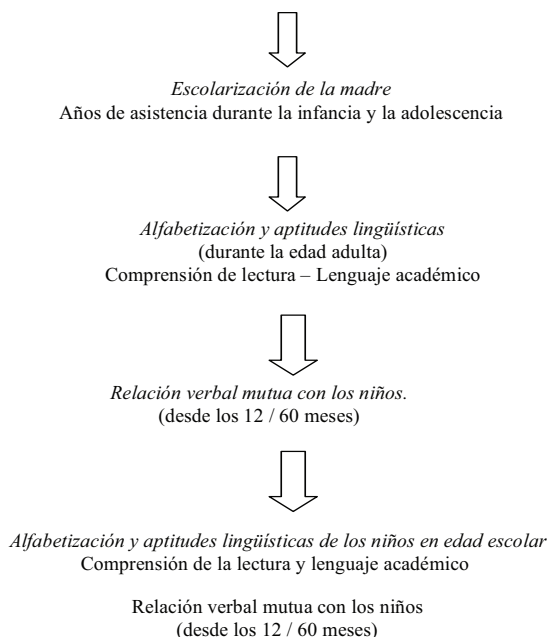 Escolarización de la madre
Años de asistencia durante la infancia y la adolescencia
Alfabetización y aptitudes lingüísticas
(durante la edad adulta)
Comprensión de lectura – Lenguaje académico
Relación verbal mutua con los niños.
(desde los 12 / 60 meses)
Alfabetización y aptitudes lingüísticas de los niños en edad escolar
Comprensión de la lectura y lenguaje académico
Relación verbal mutua con los niños
(desde los 12 / 60 meses)